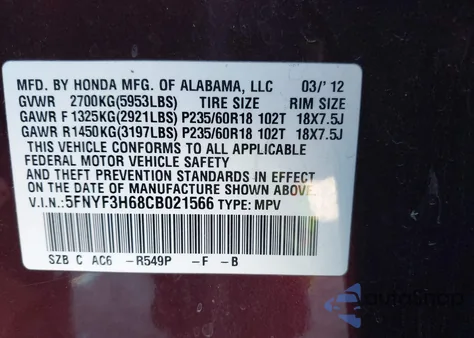 MFD. BY HONDA MFG. OF ALABAMA, LLC 03/' 12
GVWR 2700KG(5953LBS) TIRE SIZE RIM SIZE
GAWR F 1325KG(2921LBS) P235/60R18 102T 18X7.5J
GAWR R1450KG(3197LBS) P235/60R18 102T 18X7.5J
THIS VEHICLE CONFORMS TO ALL APPLICABLE
FEDERAL MOTOR VEHICLE SAFETY
AND THEFT PREVENTION STANDARDS IN EFFECT
ON THE DATE OF MANUFACTURE SHOWN ABOVE.
V.I.N.:5FNYF3H68CB021566 TYPE: MPV
SZB C AC6 -R549P -F -B
autoShop